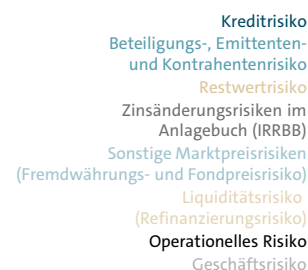 Kreditrisiko
Beteiligungs-, Emittenten-
und Kontrahentenrisiko
Restwertrisiko
Zinsänderungsrisiken im
Anlagebuch (IRRBB)
Sonstige Marktpreisrisiken
(Fremdwährungs- und Fondpreisrisiko)
Liquiditätsrisiko
(Refinanzierungsrisiko)
Operationelles Risiko
Geschäftsrisiko